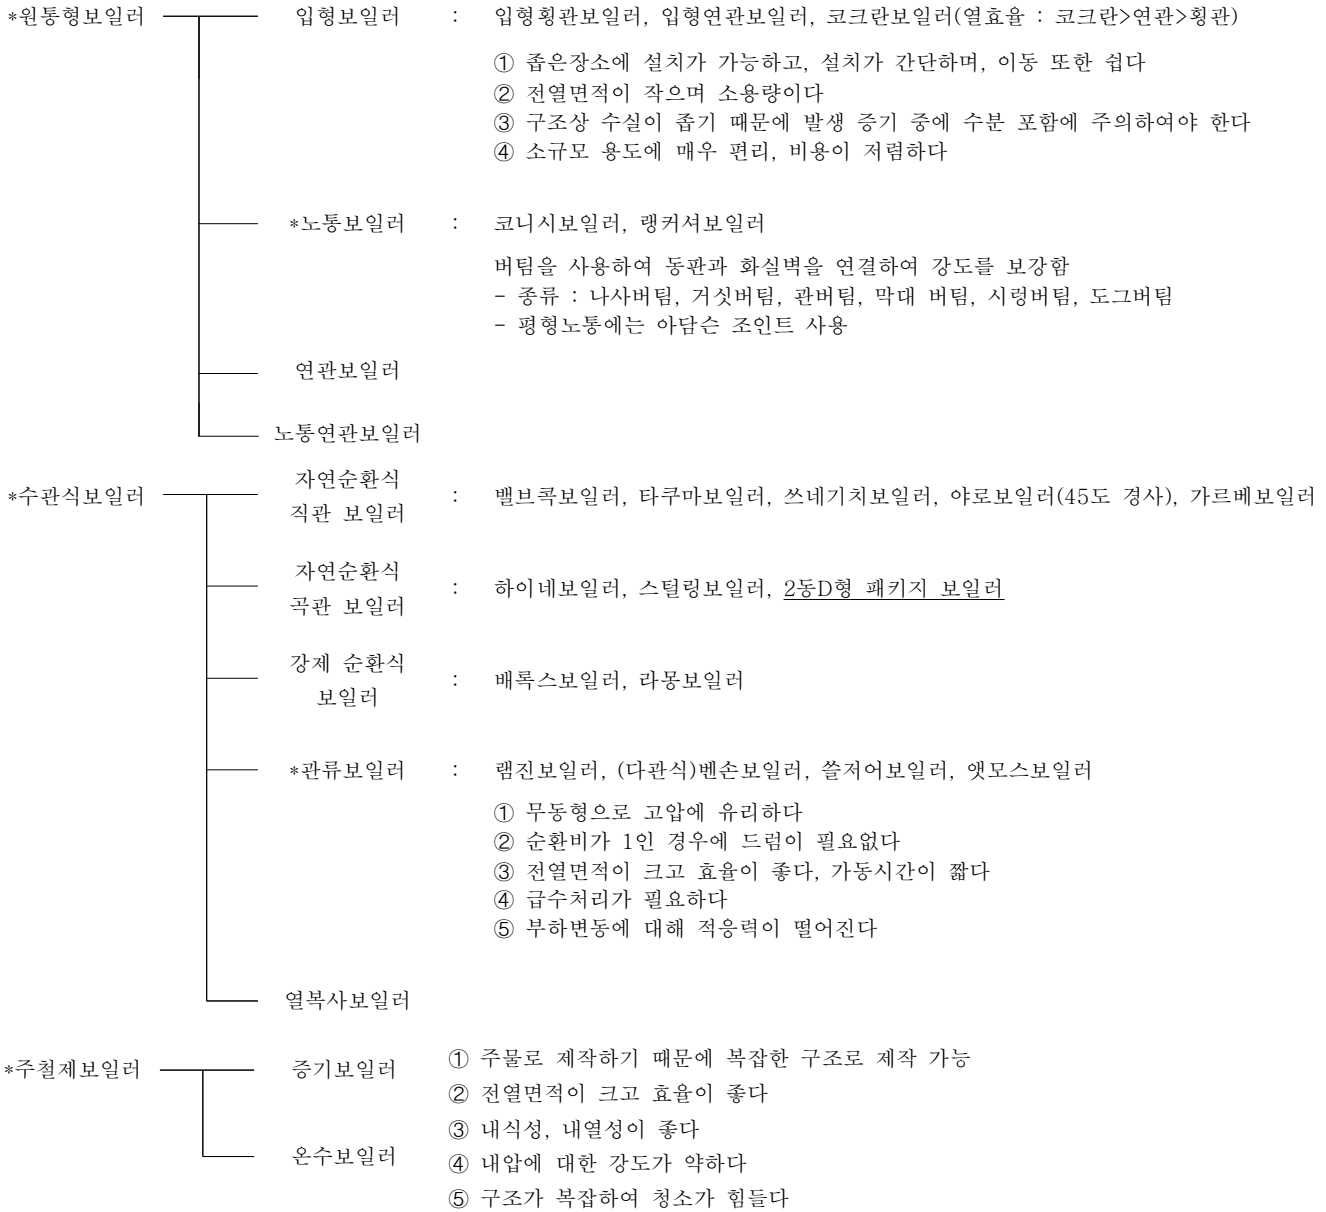 *원통형보일러 입형보일러 : 입형횡관보일러, 입형연관보일러, 코크란보일러(열효율 : 코크란>연관>횡관)
① 좁은장소에 설치가 가능하고, 설치가 간단하며, 이동 또한 쉽다
② 전열면적이 작으며 소용량이다
③ 구조상 수실이 좁기 때문에 발생 증기 중에 수분 포함에 주의하여야 한다
④ 소규모 용도에 매우 편리, 비용이 저렴하다
*노통보일러 : 코니시보일러, 랭커셔보일러
버팀을 사용하여 동판과 화실벽을 연결하여 강도를 보강함
- 종류 : 나사버팀, 거싯버팀, 관버팀, 막대 버팀, 시렁버팀, 도그버팀
- 평형노통에는 아담슨 조인트 사용
연관보일러
노통연관보일러
*수관식보일러 자연순환식
직관 보일러 : 밸브콕보일러, 타쿠마보일러, 쓰네기치보일러, 야로보일러(45도 경사), 가르베보일러
자연순환식
곡관 보일러 : 하이네보일러, 스털링보일러, 2동D형 패키지 보일러
강제 순환식
보일러 : 배록스보일러, 라몽보일러
*관류보일러 : 램진보일러, (다관식)벤손보일러, 쓸저어보일러, 앳모스보일러
① 무동형으로 고압에 유리하다
② 순환비가 1인 경우에 드럼이 필요없다
③ 전열면적이 크고 효율이 좋다, 가동시간이 짧다
④ 급수처리가 필요하다
⑤ 부하변동에 대해 적응력이 떨어진다
열복사보일러
*주철제보일러 증기보일러 ① 주물로 제작하기 때문에 복잡한 구조로 제작 가능
② 전열면적이 크고 효율이 좋다
③ 내식성, 내열성이 좋다
온수보일러 ④ 내압에 대한 강도가 약하다
⑤ 구조가 복잡하여 청소가 힘들다